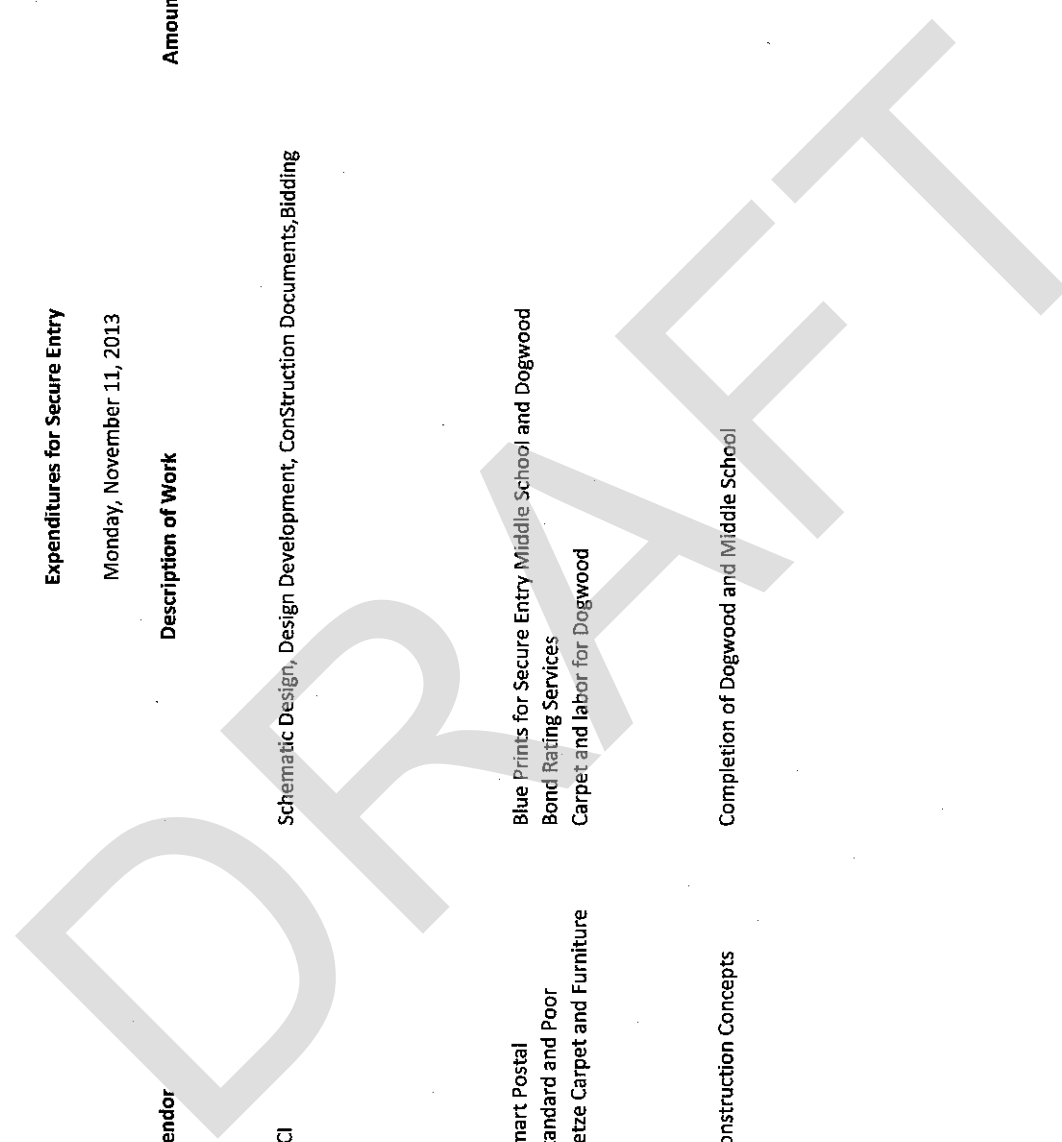 Expenditures for Secure Entry
Monday, November 11, 2013
endor Description of Work Amoun
CI Schematic Design, Design Development, ConStruction Documents,Bidding
mart Postal Blue Prints for Secure Entry Middle School and Dogwood
tandard and Poor Bond Rating Services
etze Carpet and Furniture Carpet and labor for Dogwood
onstruction Concepts Completion of Dogwood and Middle School
DRAFT